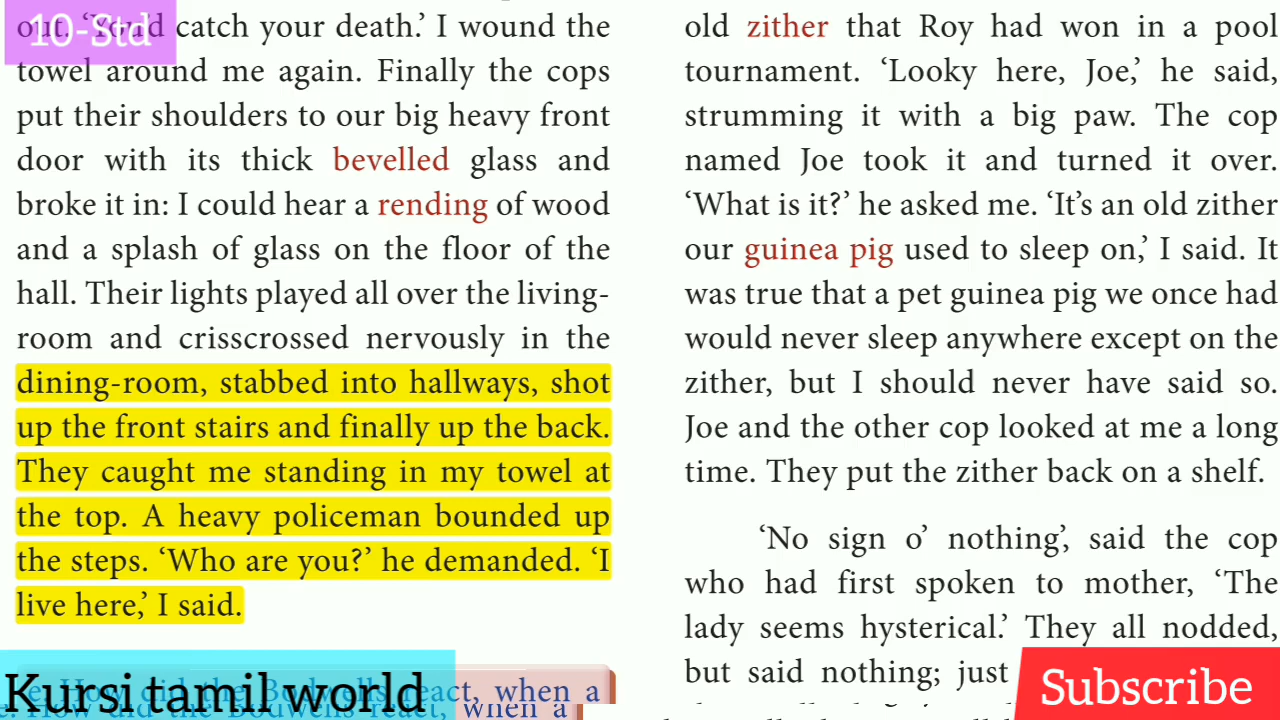 10-Std
out. ‘You’d catch your death.’ I wound the
towel around me again. Finally the cops
put their shoulders to our big heavy front
door with its thick bevelled glass and
broke it in: I could hear a rending of wood
and a splash of glass on the floor of the
hall. Their lights played all over the living-
room and crisscrossed nervously in the
dining-room, stabbed into hallways, shot
up the front stairs and finally up the back.
They caught me standing in my towel at
the top. A heavy policeman bounded up
the steps. ‘Who are you?’ he demanded. ‘I
live here,’ I said.
e. How did the Bodwells react, when a
Kursi tamil world
old zither that Roy had won in a pool
tournament. ‘Looky here, Joe,’ he said,
strumming it with a big paw. The cop
named Joe took it and turned it over.
‘What is it?’ he asked me. ‘It’s an old zither
our guinea pig used to sleep on,’ I said. It
was true that a pet guinea pig we once had
would never sleep anywhere except on the
zither, but I should never have said so.
Joe and the other cop looked at me a long
time. They put the zither back on a shelf.
‘No sign o’ nothing’, said the cop
who had first spoken to mother, ‘The
lady seems hysterical.’ They all nodded,
but said nothing; just
Subscribe